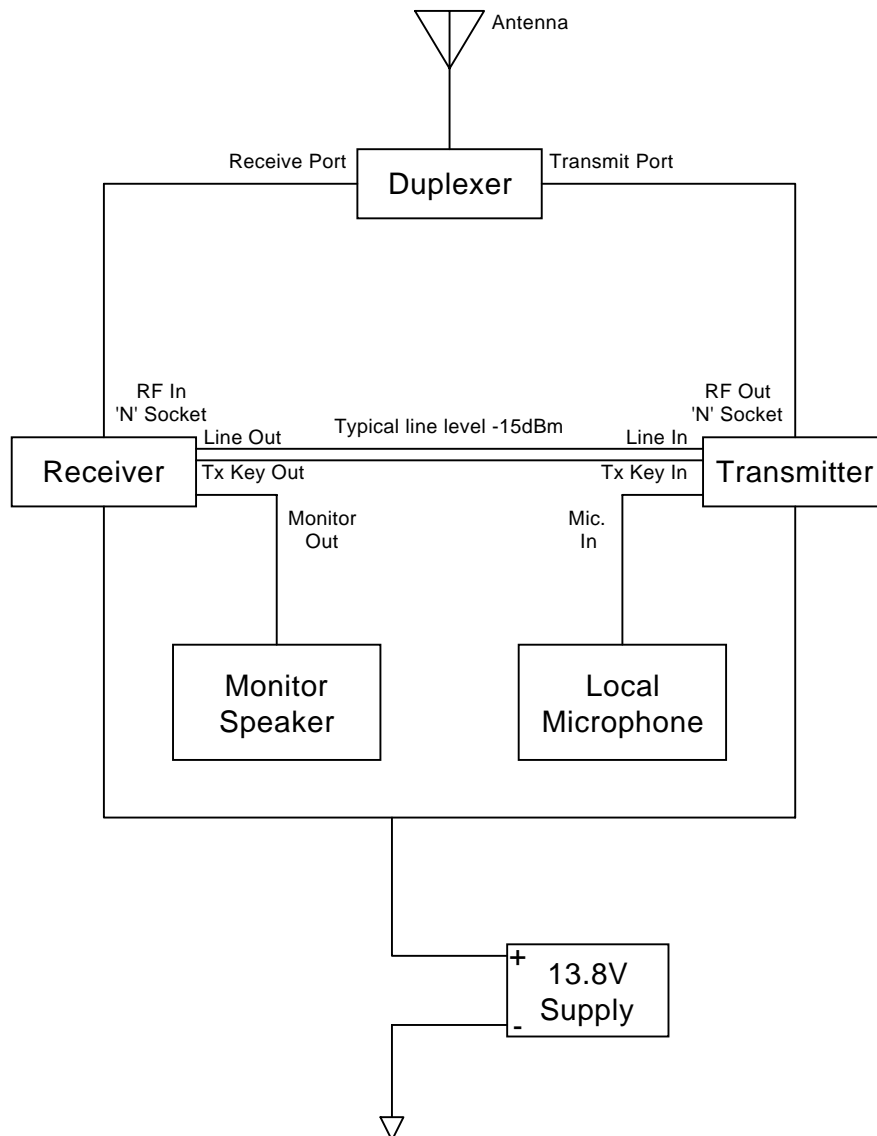 Antenna
Receive Port
Transmit Port
Duplexer
RF In
'N' Socket
RF Out
'N' Socket
Line Out
Typical line level -15dBm
Line In
Receiver
Tx Key Out
Tx Key In
Transmitter
Monitor
Out
Mic.
In
Monitor
Speaker
Local
Microphone
+
13.8V
Supply
-